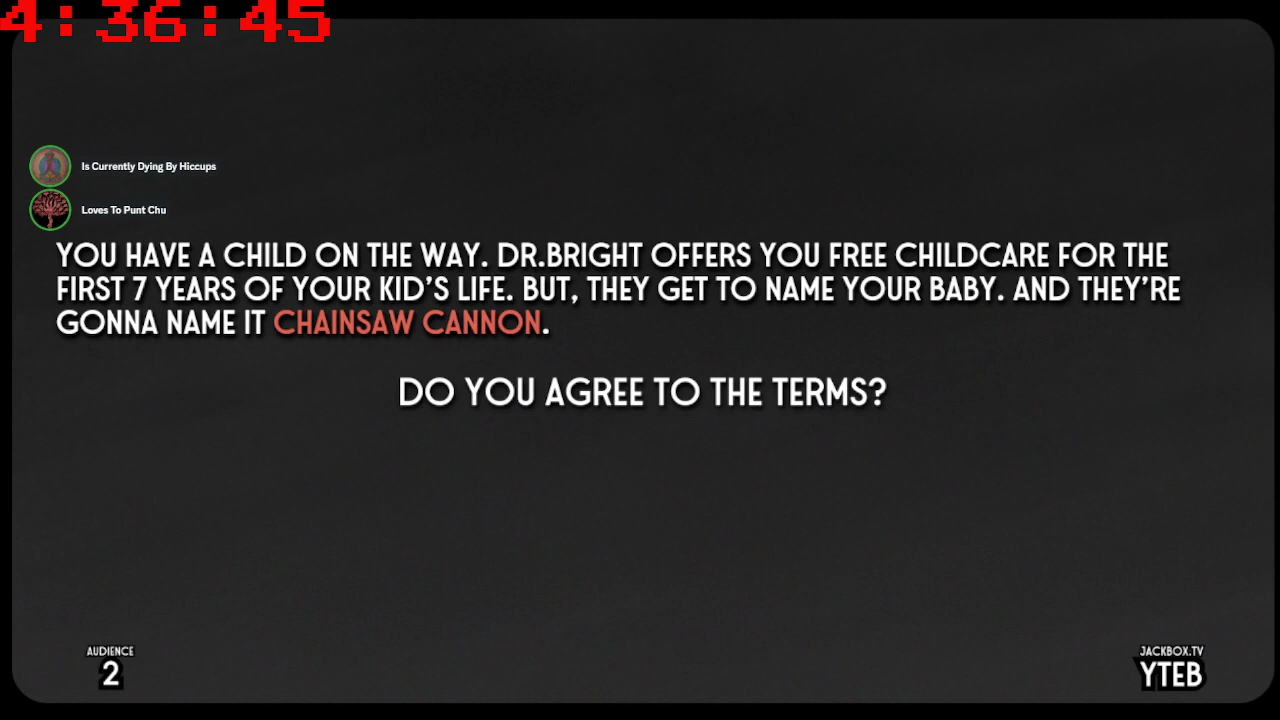 4:36:45
Is Currently Dying By Hiccups
Loves To Punt Chu
YOU HAVE A CHILD ON THE WAY. DR.BRIGHT OFFERS YOU FREE CHILDCARE FOR THE
FIRST 7 YEARS OF YOUR KID'S LIFE. BUT, THEY GET TO NAME YOUR BABY. AND THEY'RE
GONNA NAME IT CHAINSAW CANNON.
DO YOU AGREE TO THE TERMS?
AUDIENCE
2
JACKBOX.TV
YTEB